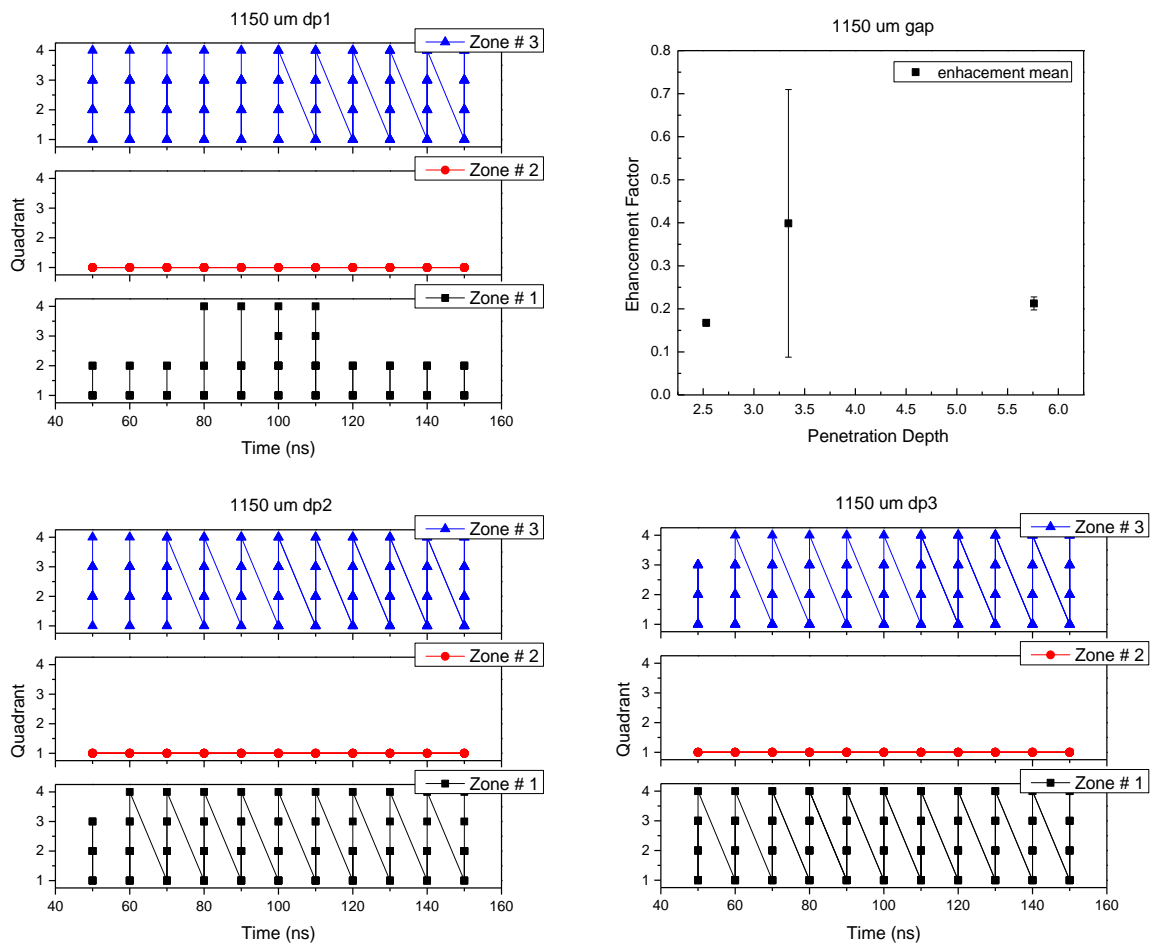 1150 um dp1
Zone # 3
4
3
2
1
Zone # 2
4
3
2
1
Quadrant
Zone # 1
4
3
2
1
40 60 80 100 120 140 160
Time (ns)
1150 um gap
enhacement mean
0.8
0.7
0.6
0.5
0.4
0.3
0.2
0.1
0.0
Ehancement Factor
2.5 3.0 3.5 4.0 4.5 5.0 5.5 6.0
Penetration Depth
1150 um dp2
Zone # 3
4
3
2
1
Zone # 2
4
3
2
1
Quadrant
Zone # 1
4
3
2
1
40 60 80 100 120 140 160
Time (ns)
1150 um dp3
Zone # 3
4
3
2
1
Zone # 2
4
3
2
1
Quadrant
Zone # 1
4
3
2
1
40 60 80 100 120 140 160
Time (ns)